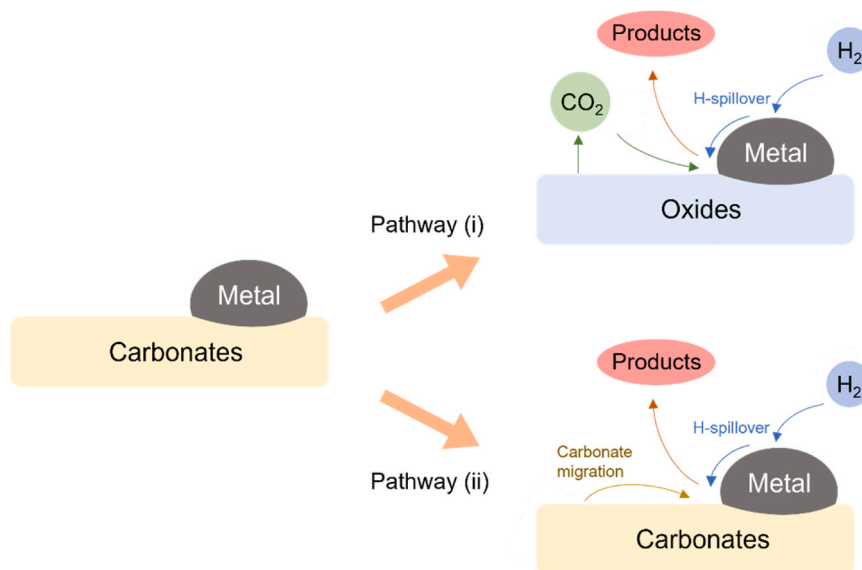 Products
H2
CO2
H-spillover
Metal
Oxides
Pathway (i)
Metal
Carbonates
Products
H2
H-spillover
Carbonate
migration
Metal
Pathway (ii)
Carbonates